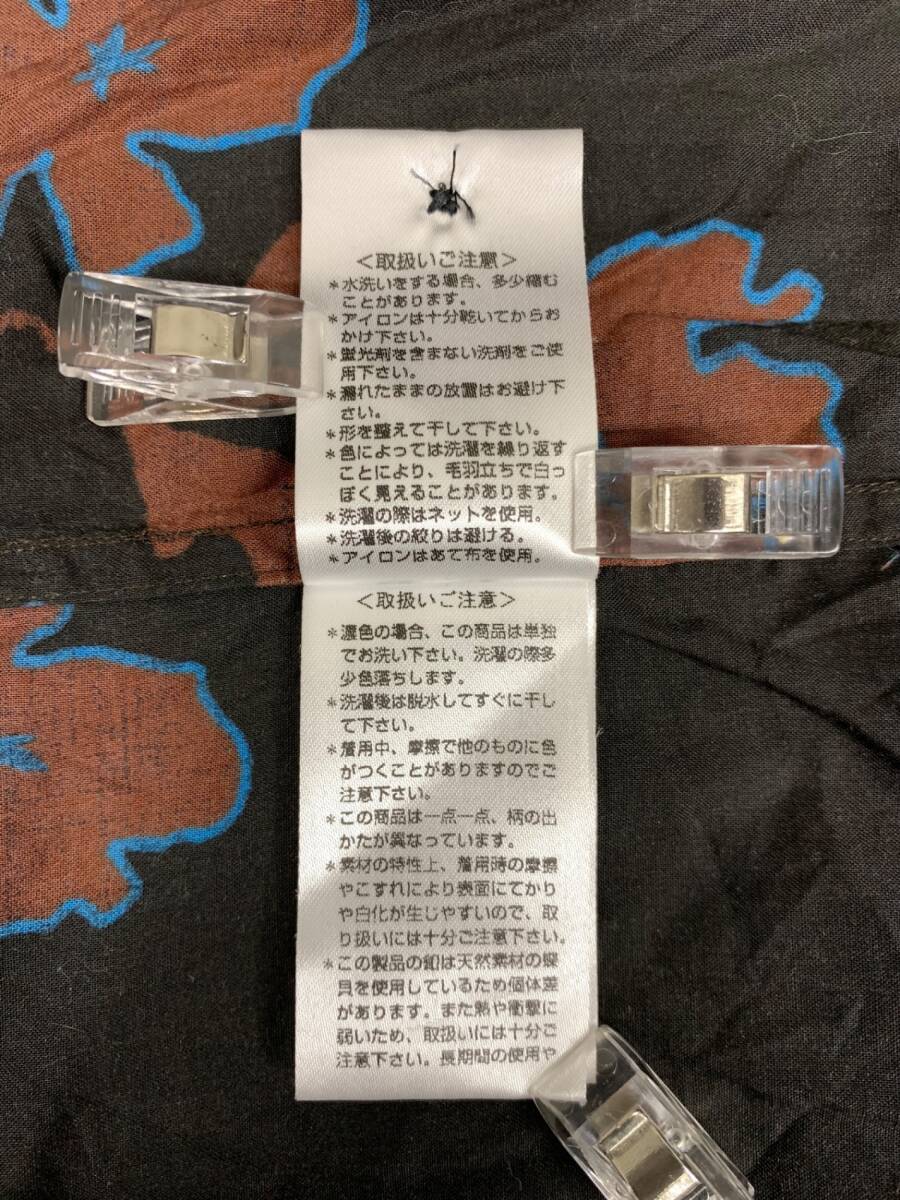 ＜取扱いご注意＞
＊水洗いをする場合、多少縮む
ことがあります。
＊アイロンは十分乾いてからお
かけ下さい。
＊蛍光剤を含まない洗剤をご使
用下さい。
＊濡れたままの放置はお避け下
さい。
＊形を整えて干して下さい。
＊色によっては洗濯を繰り返す
ことにより、毛羽立ちで白っ
ぽく見えることがあります。
＊洗濯の際はネットを使用。
＊洗濯後の絞りは避ける。
＊アイロンはあて布を使用。
＜取扱いご注意＞
＊濃色の場合、この商品は単独
でお洗い下さい。洗濯の際多
少色落ちします。
＊洗濯後は脱水してすぐに干し
て下さい。
＊着用中、摩擦で他のものに色
がつくことがありますのでご
注意下さい。
＊この商品は一点一点、柄の出
かたが異なっています。
＊素材の特性上、着用時の摩擦
やこすれにより表面にてかり
や白化が生じやすいので、取
り扱いには十分ご注意下さい。
＊この製品の釦は天然素材の蝶
貝を使用しているため個体差
があります。また熱や衝撃に
弱いため、取扱いには十分ご
注意下さい。長期間の使用や